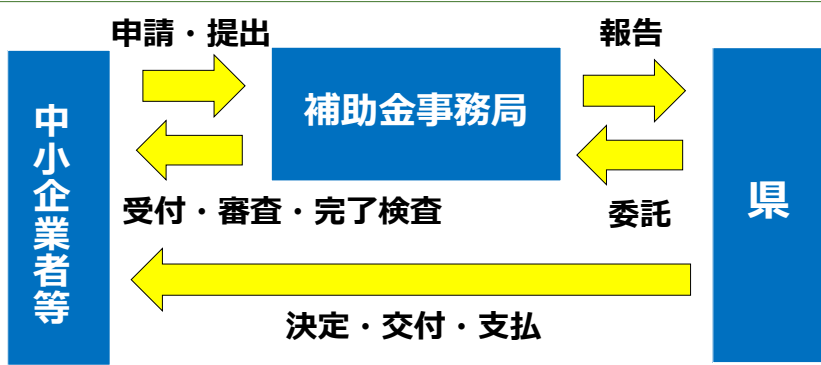 申請・提出
報告
中小企業者等
補助金事務局
県
受付・審査・完了検査
委託
決定・交付・支払